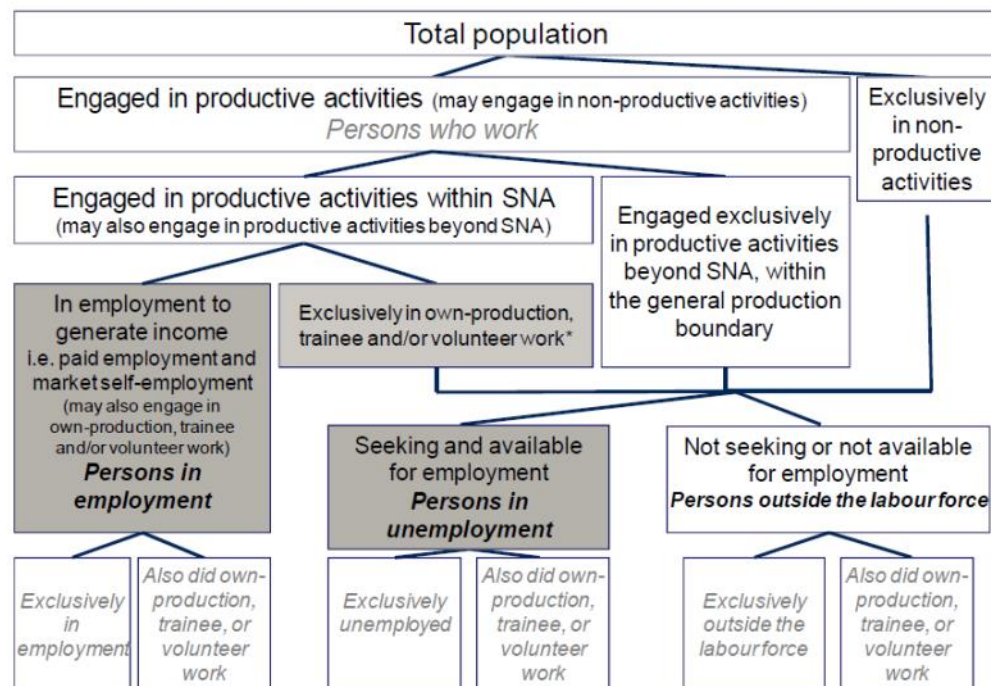 Total population
Engaged in productive activities (may engage in non-productive activities)
Persons who work
Exclusively
in non-
productive
activities
Engaged in productive activities within SNA
(may also engage in productive activities beyond SNA)
Engaged exclusively
in productive activities
beyond SNA, within
the general production
boundary
In employment to
generate income
i.e. paid employment and
market self-employment
(may also engage in
own-production, trainee
and/or volunteer work)
Persons in
employment
Exclusively in own-production,
trainee and/or volunteer work*
Seeking and available
for employment
Persons in
unemployment
Not seeking or not available
for employment
Persons outside the labour force
Exclusively
in
employment
Also did own-
production,
trainee, or
volunteer
work
Exclusively
unemployed
Also did own-
production,
trainee, or
volunteer
work
Exclusively
outside the
labour force
Also did own-
production,
trainee, or
volunteer
work